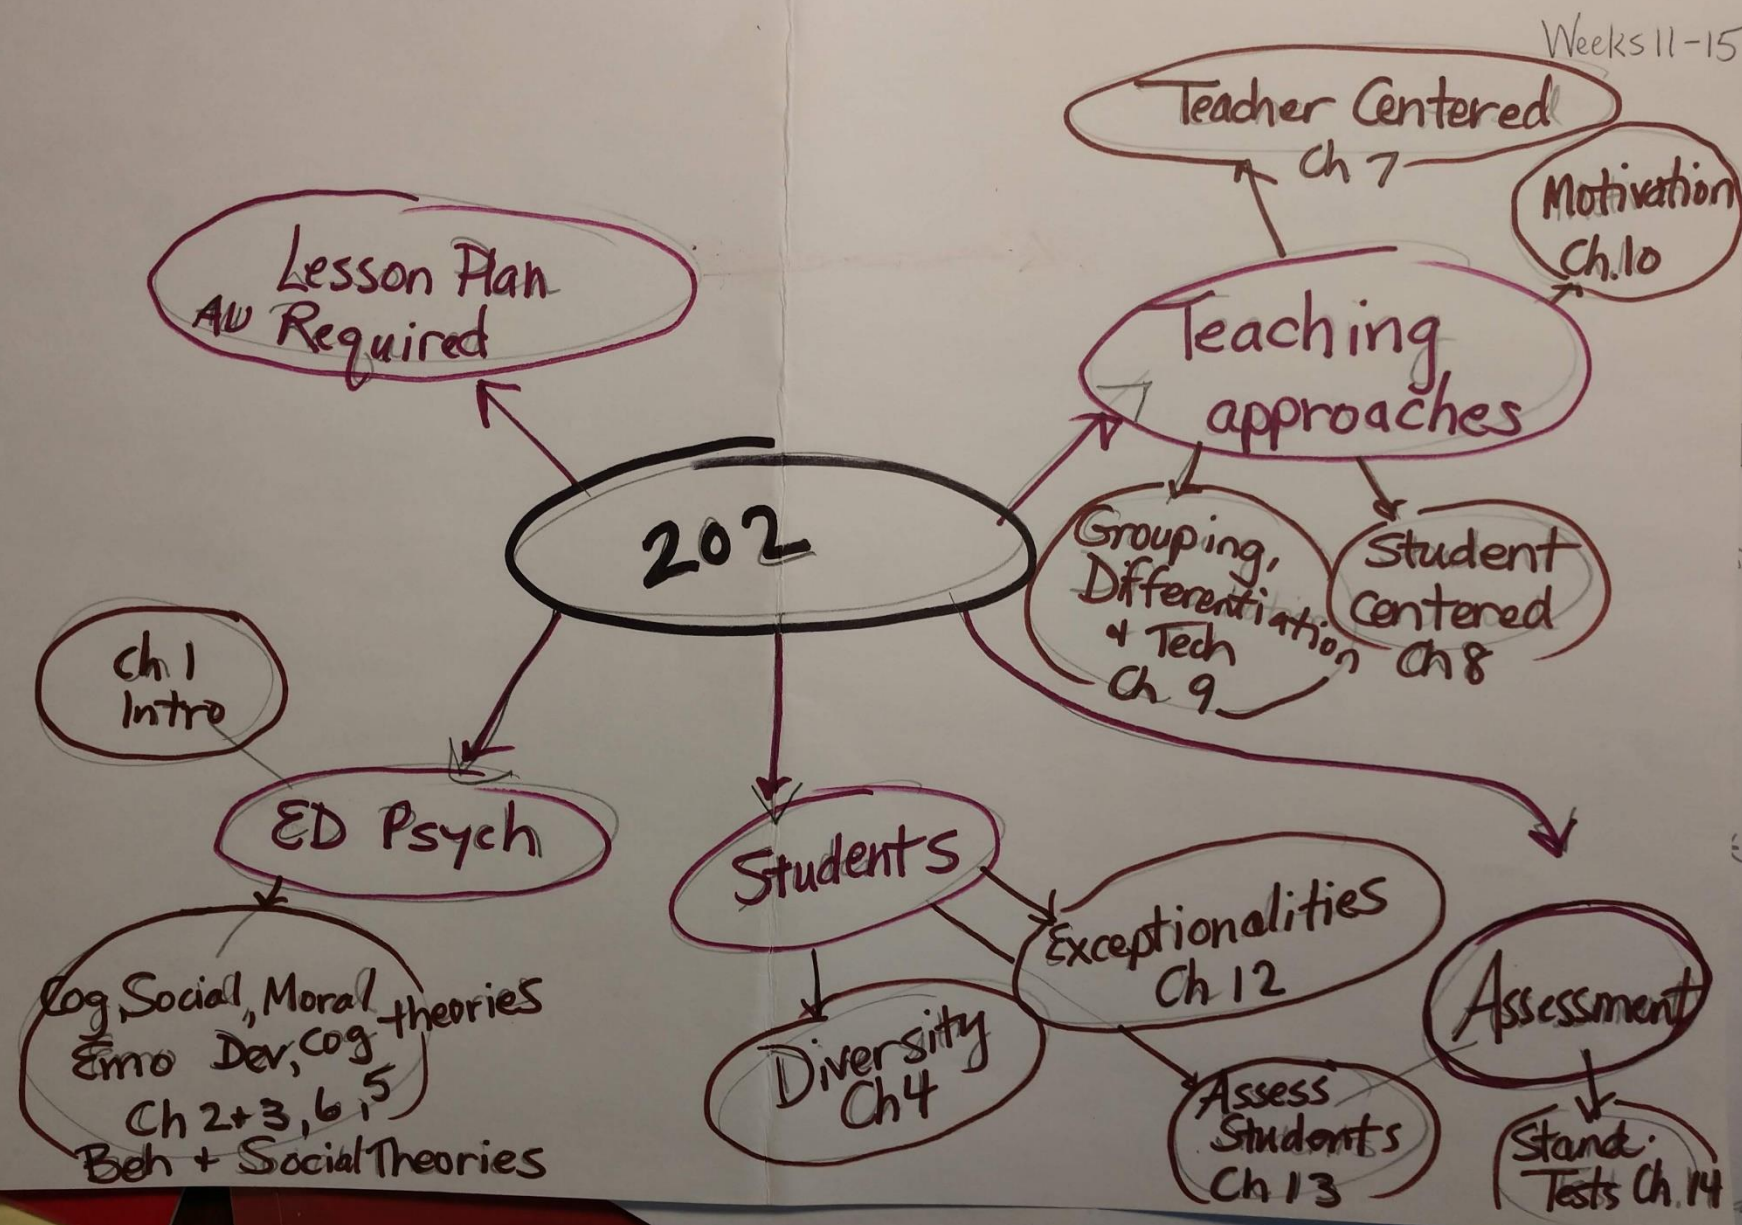 Weeks 11-15
Teacher Centered
Ch 7
Motivation
Ch.10
Lesson Plan
All Required
Teaching
approaches
202
Grouping,
Differentiation
+ Tech
Ch 9
Student
centered
Ch 8
Ch 1
Intro
ED Psych
Students
Exceptionalities
Ch 12
Cog, Social, Moral theories
Emo Dev, Cog
Ch 2+3, 6, 5
Beh + Social Theories
Diversity
Ch 4
Assessment
Assess
Students
Ch 13
Stand.
Tests Ch. 14